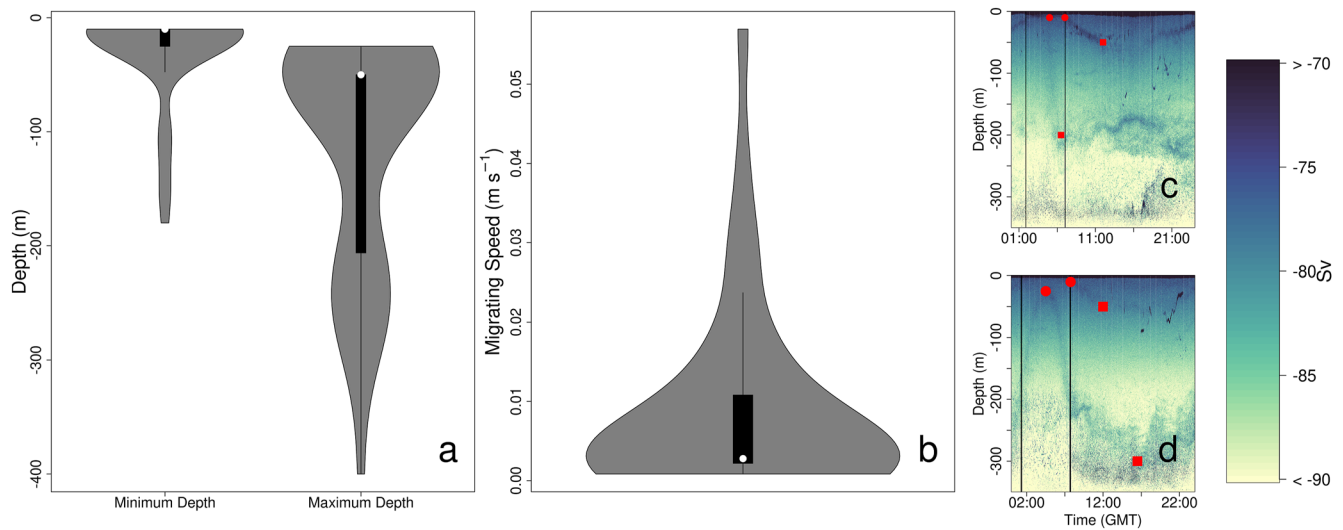 0
-100
-200
-300
-400
Depth (m)
Minimum Depth
Maximum Depth
a
0.05
0.04
0.03
0.02
0.01
0.00
Migrating Speed (m s⁻¹)
b
0
-100
-200
-300
Depth (m)
01:00
11:00
21:00
c
0
-100
-200
-300
Depth (m)
02:00
12:00
22:00
Time (GMT)
d
> -70
-75
-80
-85
< -90
Sv